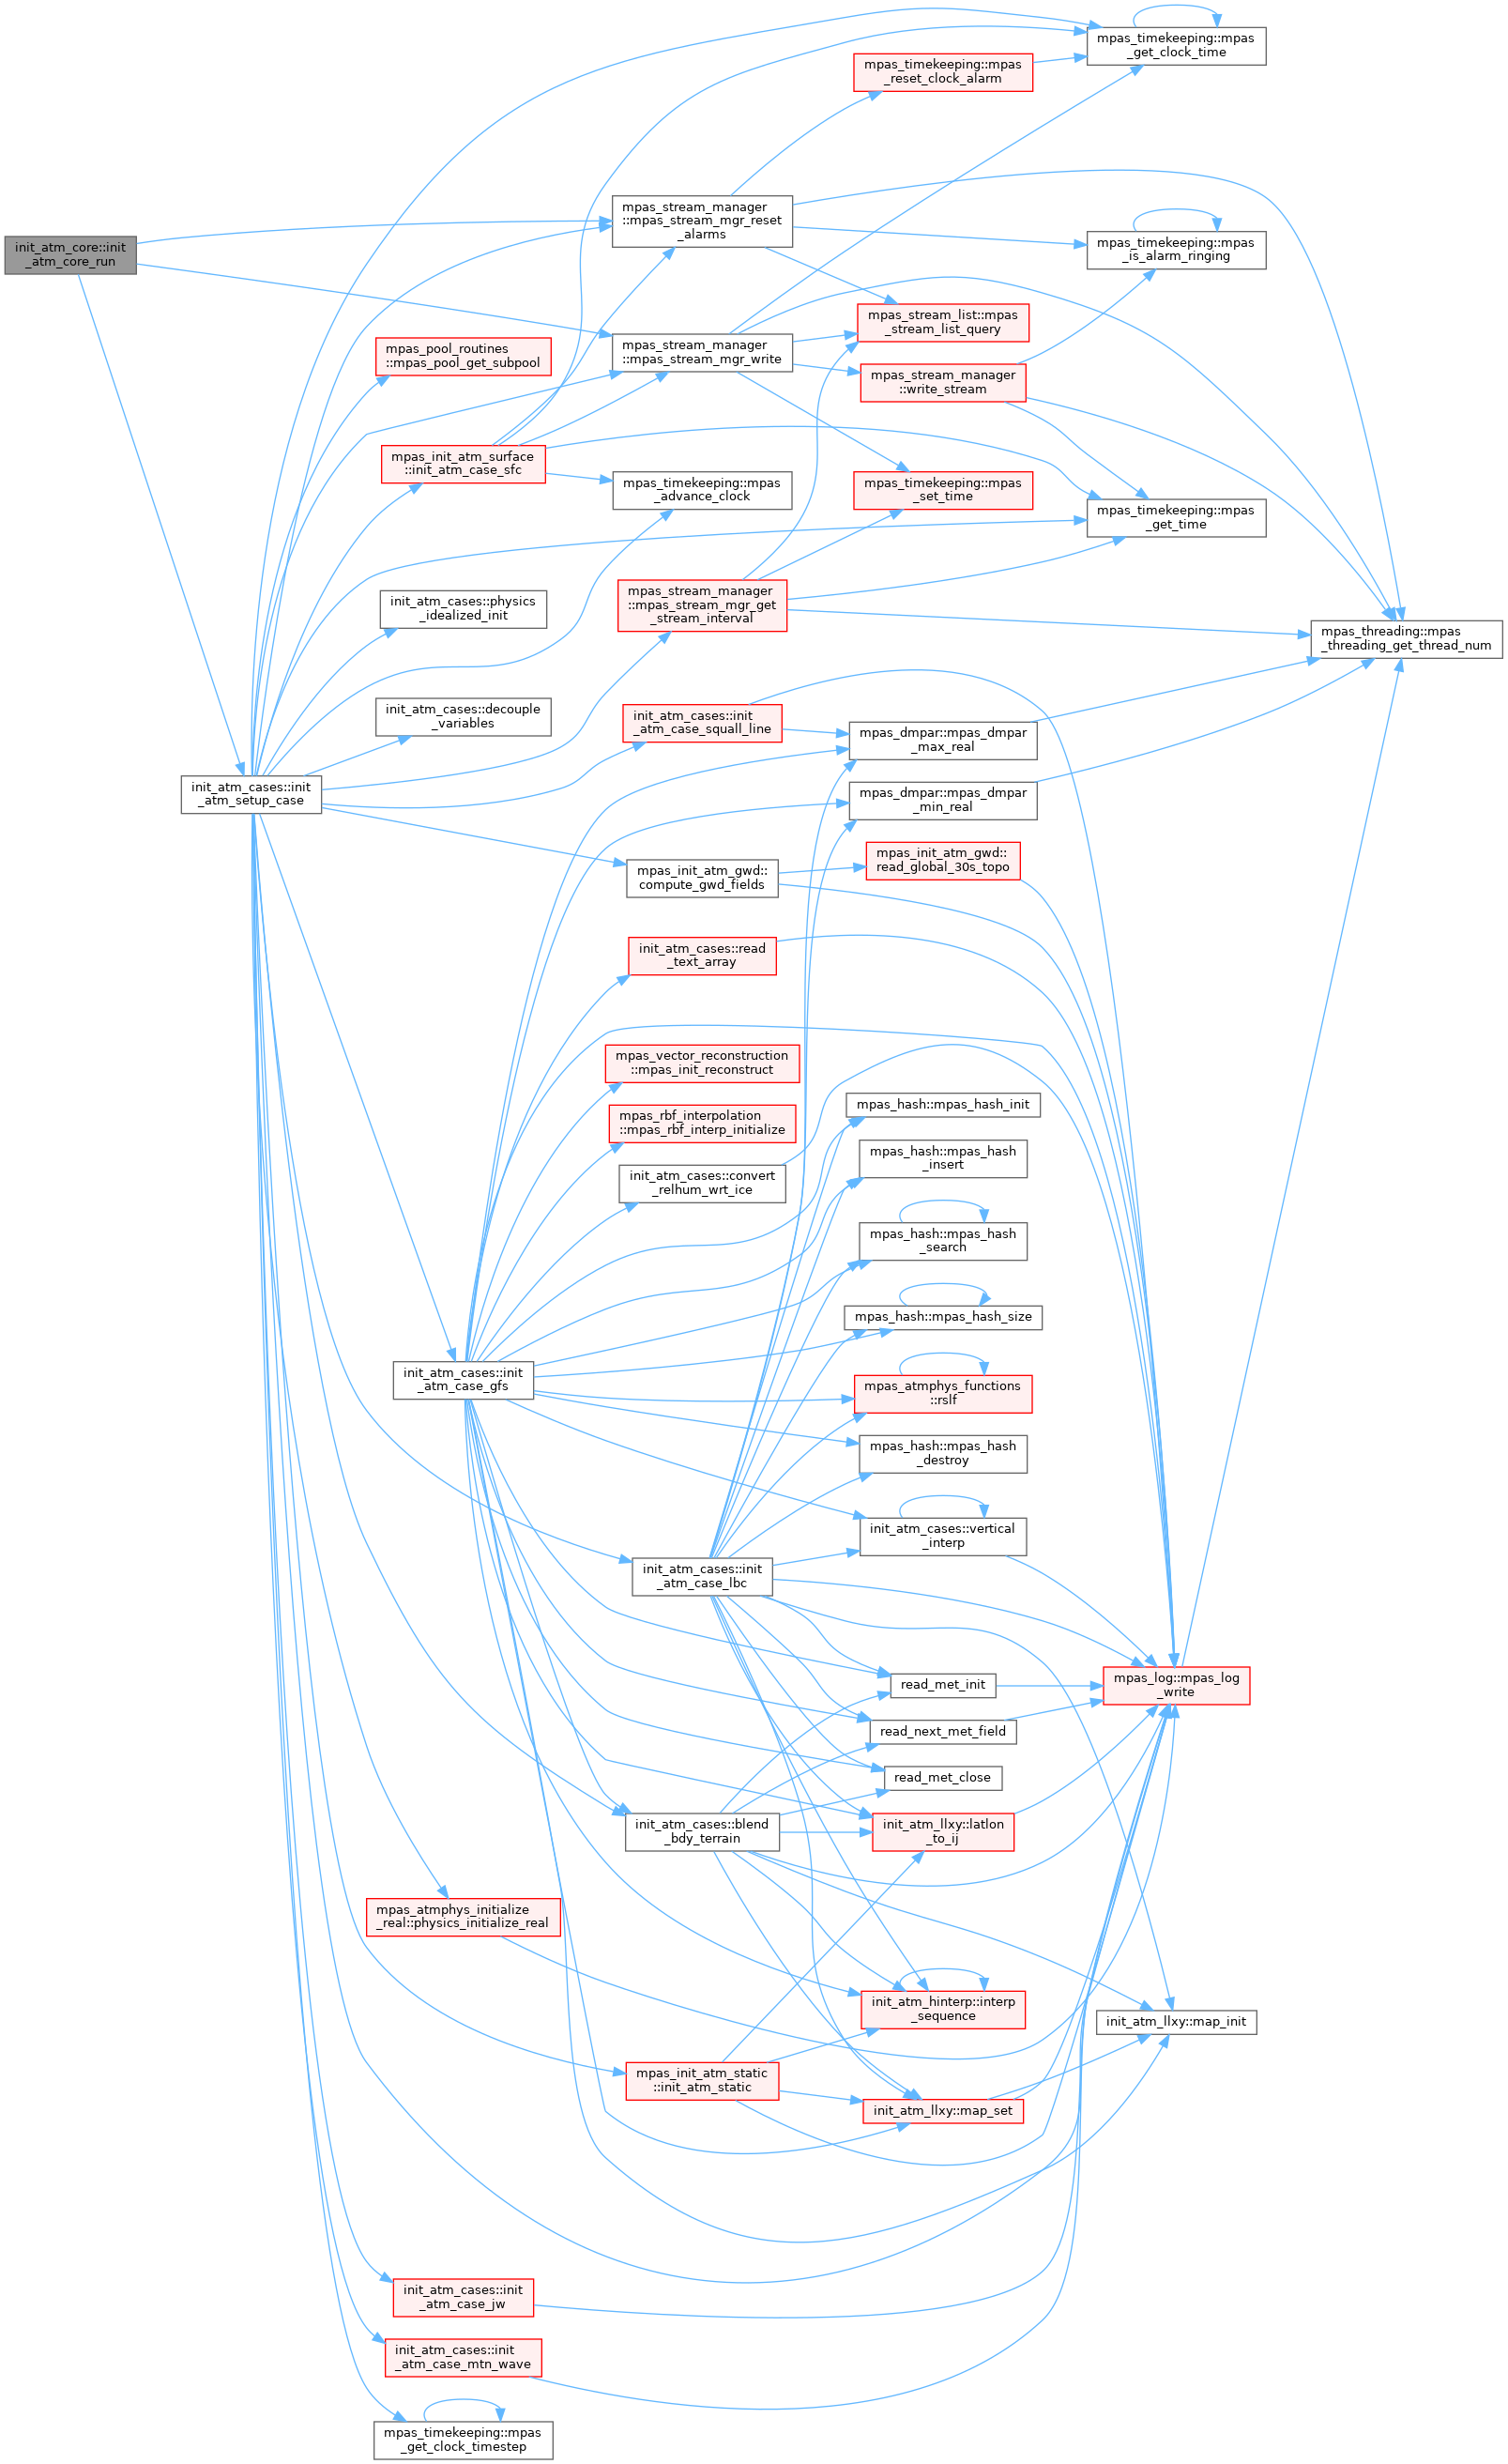 mpas_timekeeping::mpas
_get_clock_time
mpas_timekeeping::mpas
_reset_clock_alarm
mpas_stream_manager
::mpas_stream_mgr_reset
_alarms
init_atm_core::init
_atm_core_run
mpas_timekeeping::mpas
_is_alarm_ringing
mpas_stream_list::mpas
_stream_list_query
mpas_pool_routines
::mpas_pool_get_subpool
mpas_stream_manager
::mpas_stream_mgr_write
mpas_stream_manager
::write_stream
mpas_init_atm_surface
::init_atm_case_sfc
mpas_timekeeping::mpas
_advance_clock
mpas_timekeeping::mpas
_set_time
mpas_timekeeping::mpas
_get_time
init_atm_cases::physics
_idealized_init
mpas_stream_manager
::mpas_stream_mgr_get
_stream_interval
mpas_threading::mpas
_threading_get_thread_num
init_atm_cases::decouple
_variables
init_atm_cases::init
_atm_case_squall_line
mpas_dmpar::mpas_dmpar
_max_real
init_atm_cases::init
_atm_setup_case
mpas_dmpar::mpas_dmpar
_min_real
mpas_init_atm_gwd::
compute_gwd_fields
mpas_init_atm_gwd::
read_global_30s_topo
init_atm_cases::read
_text_array
mpas_vector_reconstruction
::mpas_init_reconstruct
mpas_hash::mpas_hash_init
mpas_rbf_interpolation
::mpas_rbf_interp_initialize
mpas_hash::mpas_hash
_insert
init_atm_cases::convert
_relhum_wrt_ice
mpas_hash::mpas_hash
_search
mpas_hash::mpas_hash_size
init_atm_cases::init
_atm_case_gfs
mpas_atmphys_functions
::rslf
mpas_hash::mpas_hash
_destroy
init_atm_cases::vertical
_interp
init_atm_cases::init
_atm_case_lbc
read_met_init
mpas_log::mpas_log
_write
read_next_met_field
read_met_close
init_atm_cases::blend
_bdy_terrain
init_atm_llxy::latlon
_to_ij
mpas_atmphys_initialize
_real::physics_initialize_real
init_atm_hinterp::interp
_sequence
init_atm_llxy::map_init
mpas_init_atm_static
::init_atm_static
init_atm_llxy::map_set
init_atm_cases::init
_atm_case_jw
init_atm_cases::init
_atm_case_mtn_wave
mpas_timekeeping::mpas
_get_clock_timestep